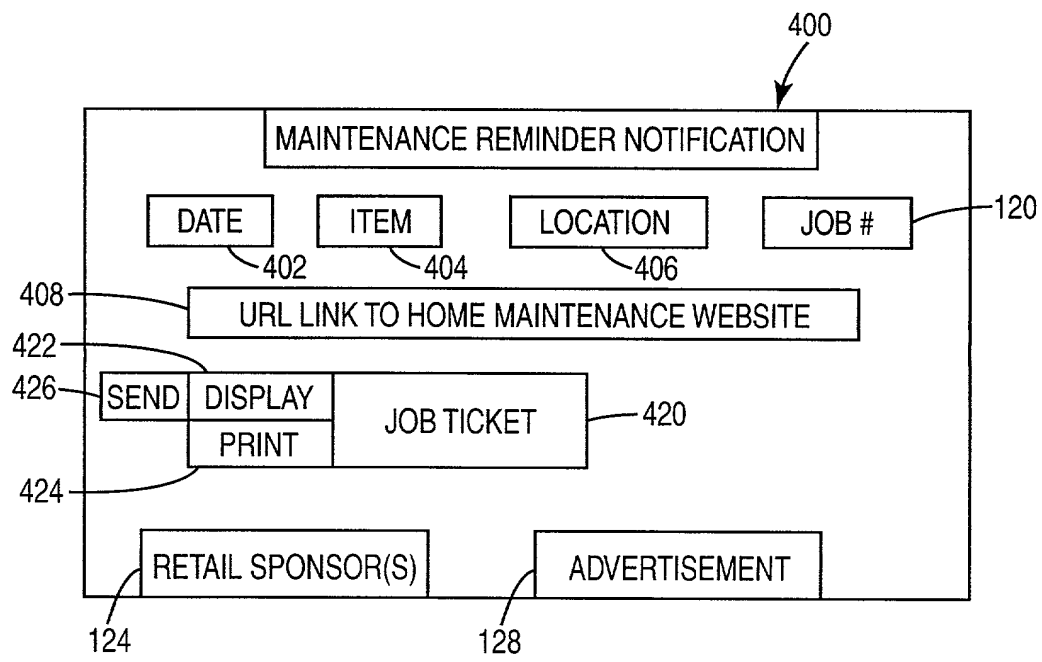 400
MAINTENANCE REMINDER NOTIFICATION
DATE ITEM LOCATION JOB # 120
402 404 406
408 URL LINK TO HOME MAINTENANCE WEBSITE
422
426 SEND DISPLAY JOB TICKET 420
PRINT
424
RETAIL SPONSOR(S) ADVERTISEMENT
124 128